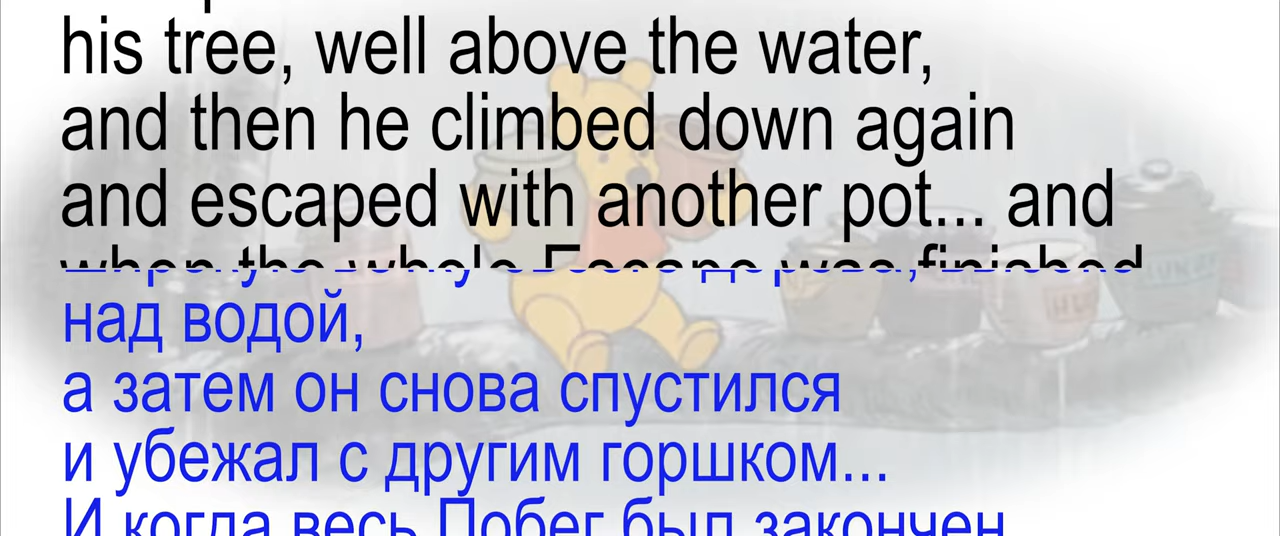 his tree, well above the water,
and then he climbed down again
and escaped with another pot... and
when the whole Escape was finished
над водой,
а затем он снова спустился
и убежал с другим горшком...
И когда весь Побег был закончен